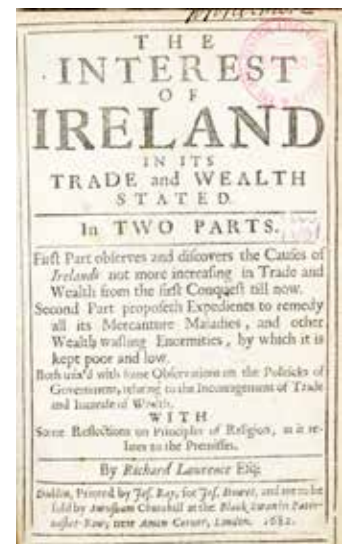 THE
INTEREST
OF
IRELAND
IN ITS
TRADE and WEALTH
STATED.
In TWO PARTS.
First Part observes and discovers the Causes of
Irelands not more increasing in Trade and
Wealth from the first Conquest till now.
Second Part proposeth Expedients to remedy
all its Mercanture Maladies, and other
Wealth wasting Enormities, by which it is
kept poor and low.
Both mix'd with some Observations on the Politicks of
Government, relating to the Incouragement of Trade
and Increase of Wealth.
WITH
Some Reflections on Principles of Religion, as it re-
lates to the Premisses.
By Richard Lawrence Esq;
Dublin, Printed by Jos. Ray, for Jos. Howes, and are to be
sold by Awnsham Churchill at the Black Swan in Pater-
noster-Row, near Amen Corner, London. 1682.